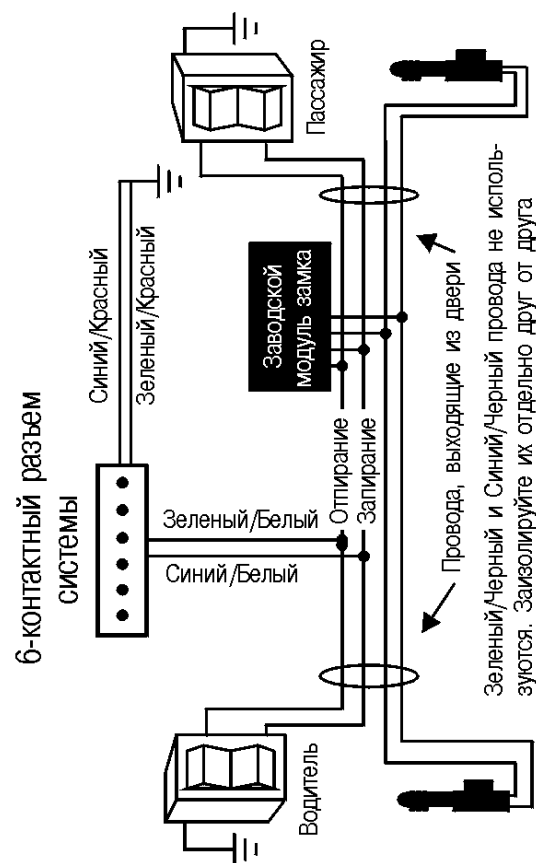 6-контактный разъем
системы
Синий/Красный
Зеленый/Красный
Зеленый/Белый
Синий/Белый
Водитель
Пассажир
Заводской
модуль замка
Отпирание
Запирание
Провода, выходящие из двери
Зеленый/Черный и Синий/Черный провода не исполь-
зуются. Заизолируйте их отдельно друг от друга